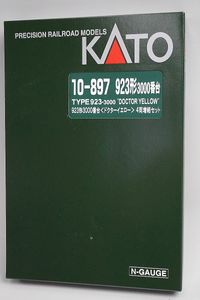 PRECISION RAILROAD MODELS
KATO
10-897 923形3000番台
TYPE 923-3000 "DOCTOR YELLOW"
923形3000番台〈ドクターイエロー〉4両増結セット
N-GAUGE